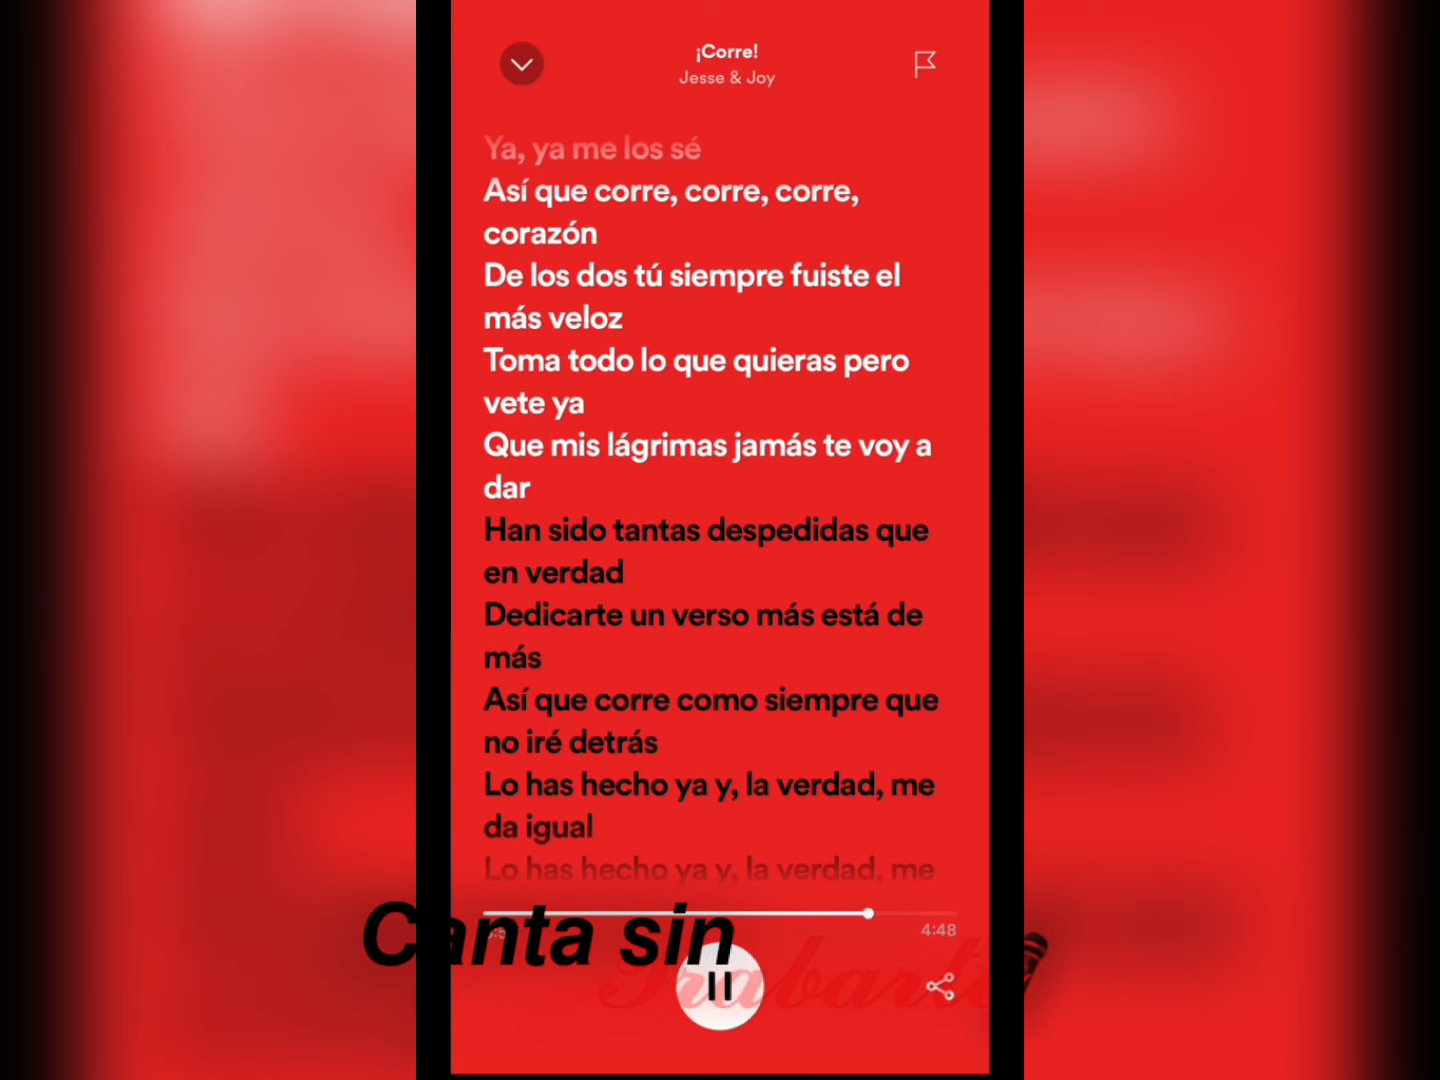 ¡Corre!
Jesse & Joy
Ya, ya me los sé
Así que corre, corre, corre,
corazón
De los dos tú siempre fuiste el
más veloz
Toma todo lo que quieras pero
vete ya
Que mis lágrimas jamás te voy a
dar
Han sido tantas despedidas que
en verdad
Dedicarte un verso más está de
más
Así que corre como siempre que
no iré detrás
Lo has hecho ya y, la verdad, me
da igual
Lo has hecho ya y, la verdad, me
4:48
Canta sin
Trabarte